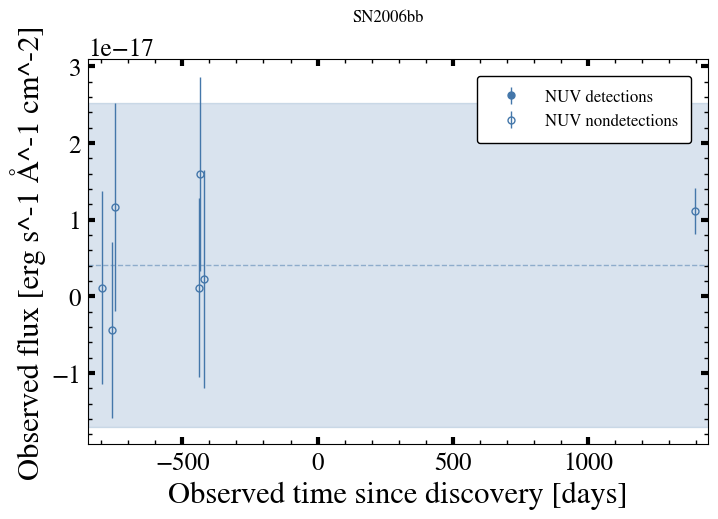 SN2006bb
1e−17
3
2
1
0
−1
Observed flux [erg s^-1 Å^-1 cm^-2]
NUV detections
NUV nondetections
−500 0 500 1000
Observed time since discovery [days]